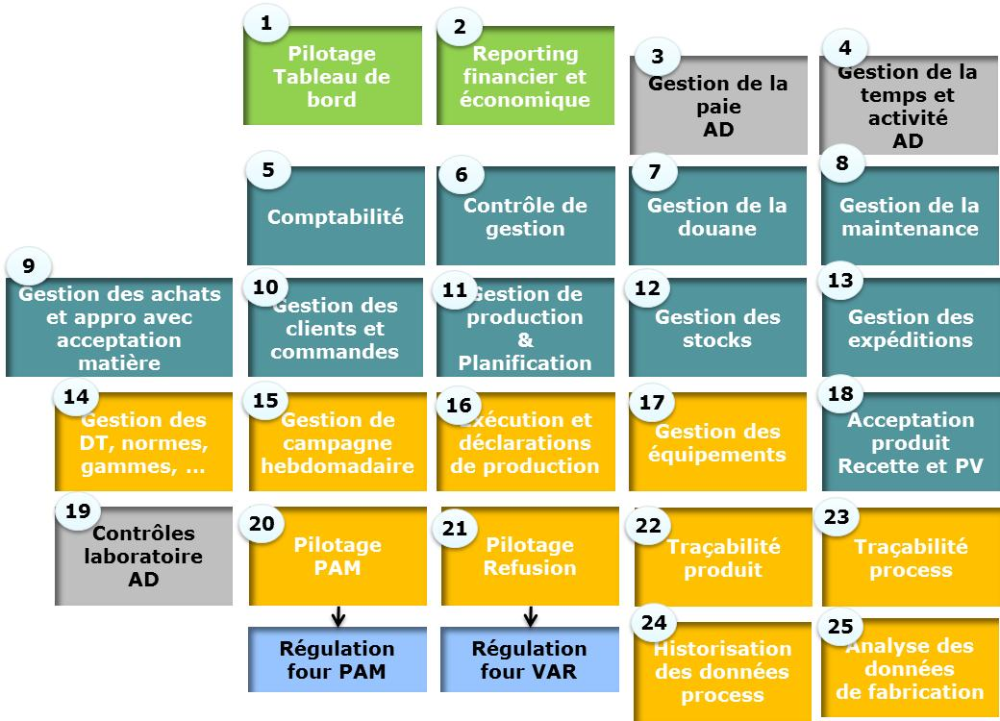 1
Pilotage
Tableau de
bord
2
Reporting
financier et
économique
3
Gestion de la
paie
AD
4
Gestion de la
temps et
activité
AD
5
Comptabilité
6
Contrôle de
gestion
7
Gestion de la
douane
8
Gestion de la
maintenance
9
Gestion des achats
et appro avec
acceptation
matière
10
Gestion des
clients et
commandes
11
Gestion de
production
&
Planification
12
Gestion des
stocks
13
Gestion des
expéditions
14
Gestion des
DT, normes,
gammes, ...
15
Gestion de
campagne
hebdomadaire
16
Exécution et
déclarations
de production
17
Gestion des
équipements
18
Acceptation
produit
Recette et PV
19
Contrôles
laboratoire
AD
20
Pilotage
PAM
21
Pilotage
Refusion
22
Traçabilité
produit
23
Traçabilité
process
Régulation
four PAM
Régulation
four VAR
24
Historisation
des données
process
25
Analyse des
données
de fabrication